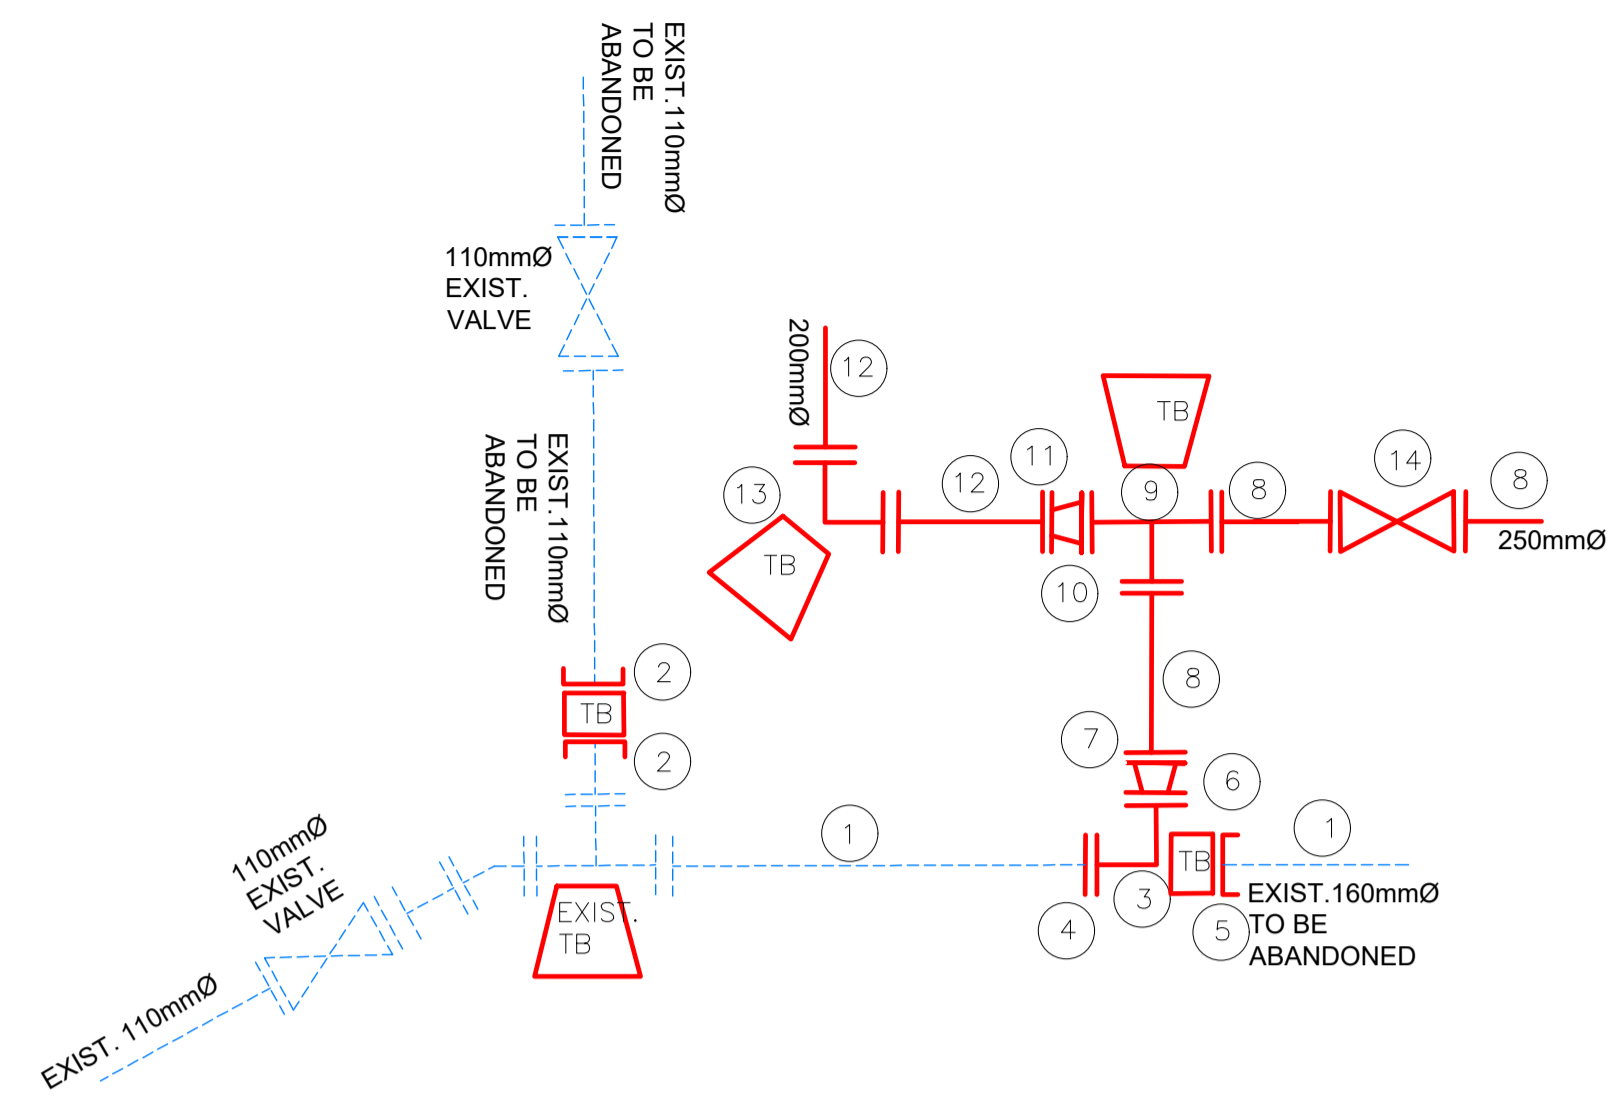 EXIST.110mmØ
TO BE
ABANDONED
110mmØ
EXIST.
VALVE
200mmØ
12
TB
11
14
13
12
9
8
8
250mmØ
EXIST.110mmØ
TO BE
ABANDONED
TB
10
2
8
TB
2
7
6
1
1
110mmØ
EXIST.
VALVE
TB
3
EXIST.160mmØ
TO BE
ABANDONED
4
5
EXIST.
TB
EXIST. 110mmØ